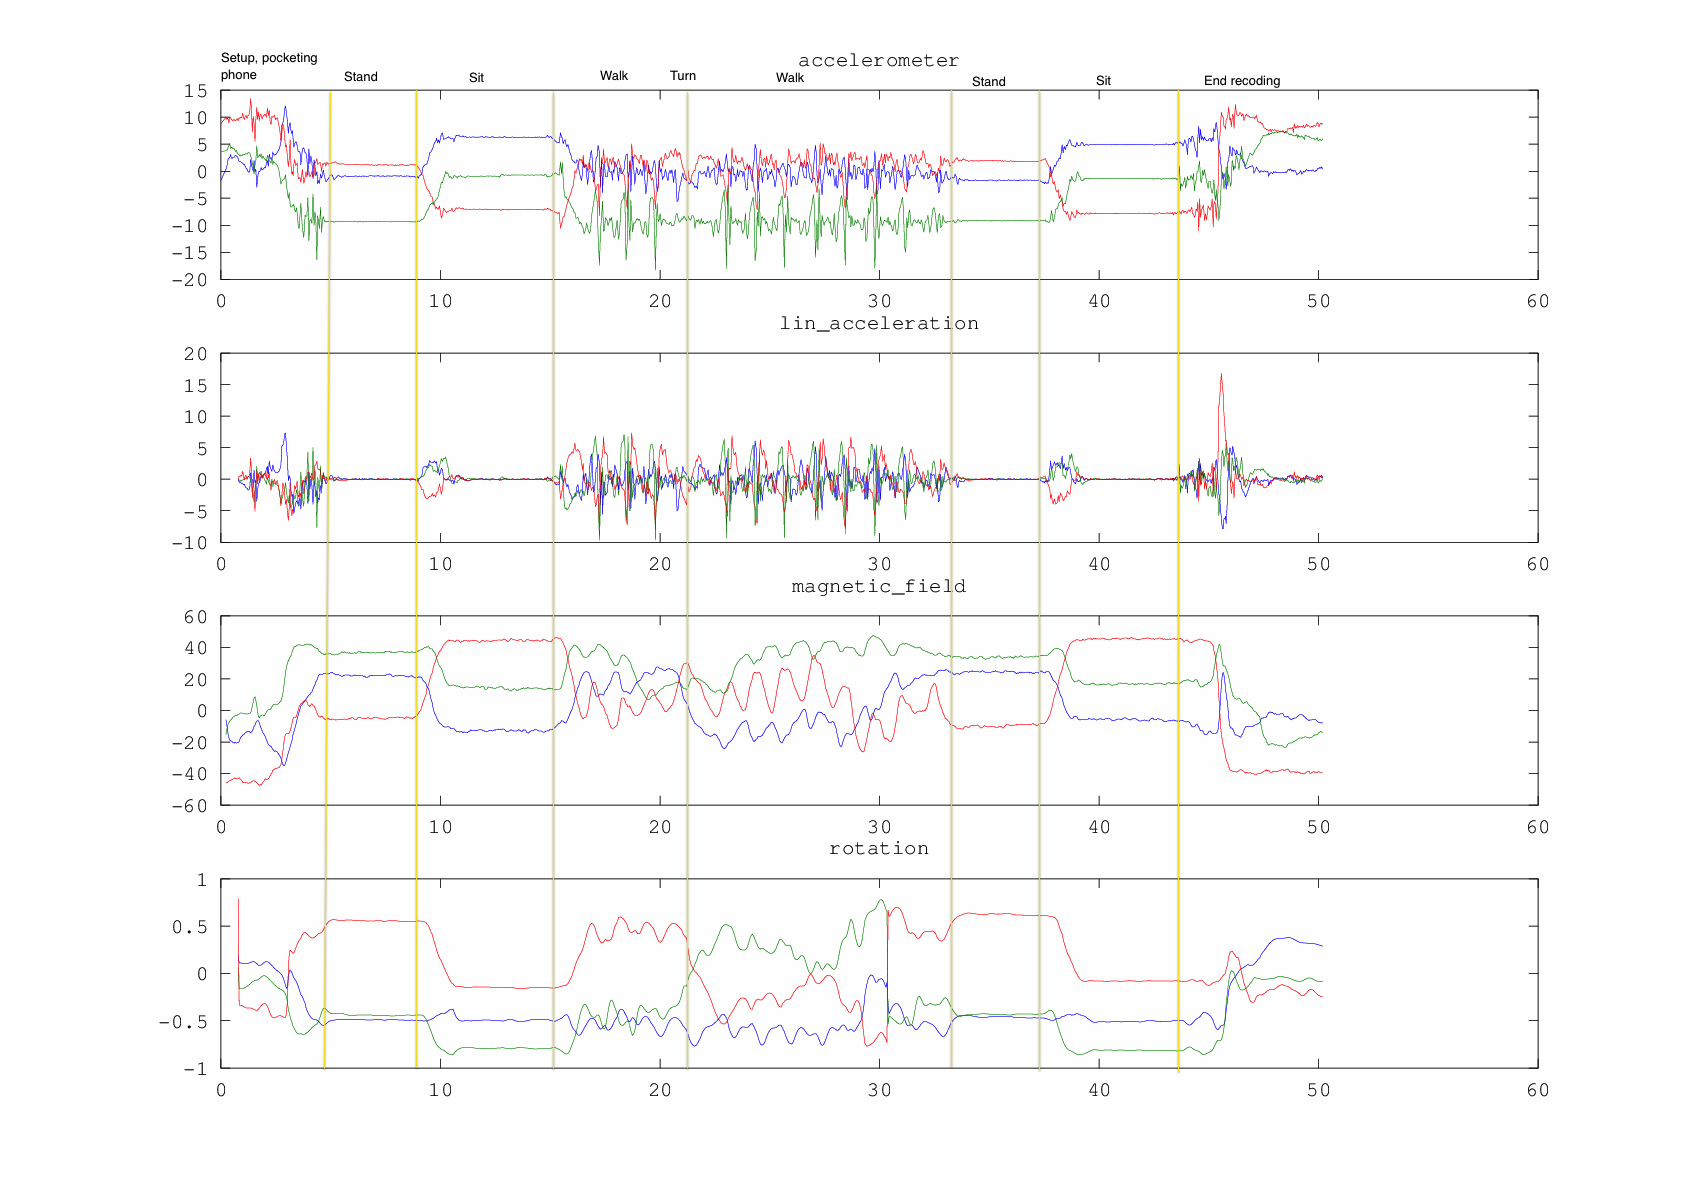 Setup, pocketing
phone
Stand
Sit
Walk
Turn
Walk
Stand
Sit
End recoding
accelerometer
15
10
5
0
-5
-10
-15
-20
0 10 20 30 40 50 60
lin_acceleration
20
15
10
5
0
-5
-10
0 10 20 30 40 50 60
magnetic_field
60
40
20
0
-20
-40
-60
0 10 20 30 40 50 60
rotation
1
0.5
0
-0.5
-1
0 10 20 30 40 50 60